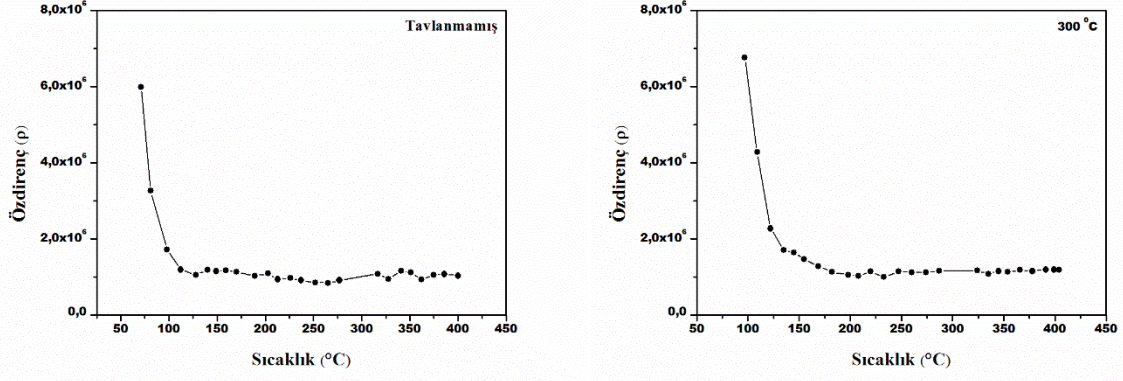 8,0x10⁶
Tavlanmamış
6,0x10⁶
4,0x10⁶
2,0x10⁶
0,0
Özdirenç (ρ)
50 100 150 200 250 300 350 400 450
Sıcaklık (°C)
8,0x10⁶
300 °C
6,0x10⁶
4,0x10⁶
2,0x10⁶
0,0
Özdirenç (ρ)
50 100 150 200 250 300 350 400 450
Sıcaklık (°C)